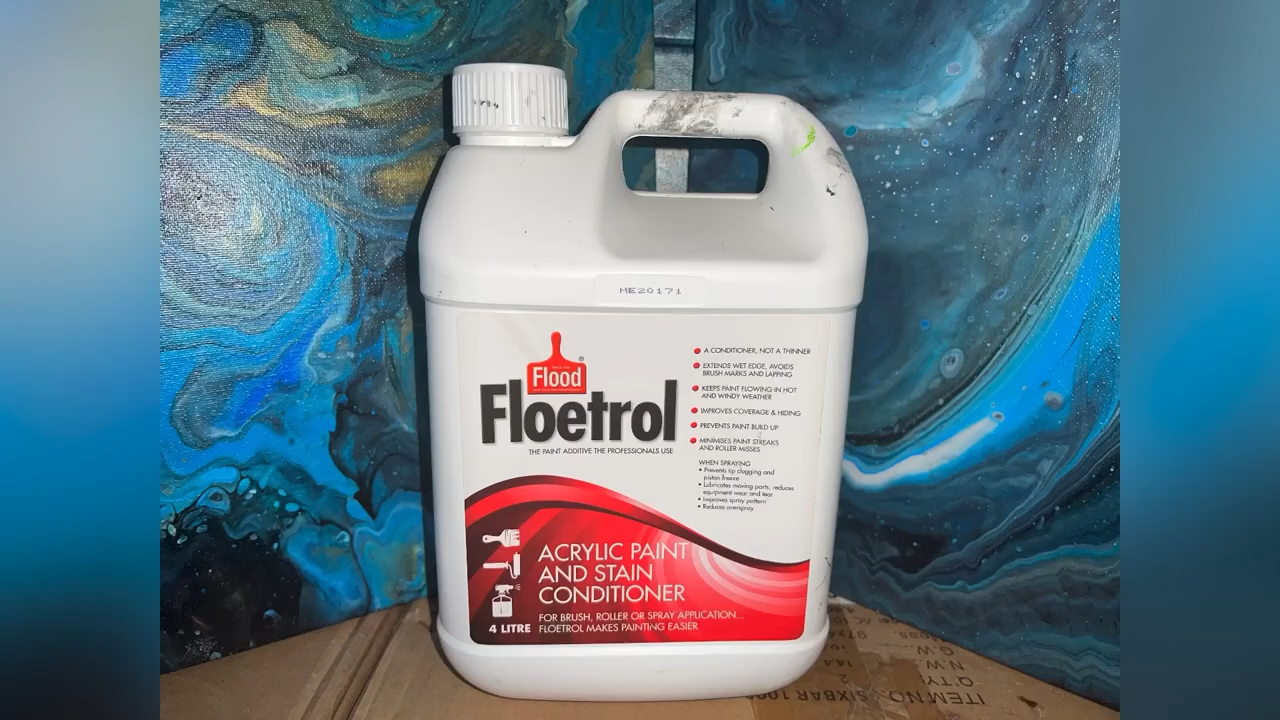 ME20171
®
Flood
Floetrol
THE PAINT ADDITIVE THE PROFESSIONALS USE
A CONDITIONER, NOT A THINNER
EXTENDS WET EDGE, AVOIDS
BRUSH MARKS AND LAPPING
KEEPS PAINT FLOWING IN HOT
AND WINDY WEATHER
IMPROVES COVERAGE & HIDING
PREVENTS PAINT BUILD UP
MINIMISES PAINT STREAKS
AND ROLLER MISSES
WHEN SPRAYING
• Prevents tip clogging and
piston freeze
• Lubricates moving parts, reduces
equipment wear and tear
• Improves spray pattern
• Reduces overspray
ACRYLIC PAINT
AND STAIN
CONDITIONER
FOR BRUSH, ROLLER OR SPRAY APPLICATION...
FLOETROL MAKES PAINTING EASIER
4 LITRE
G.W.
N.W. 144
Q'TY: 2
ITEM NO.: SIXBAR